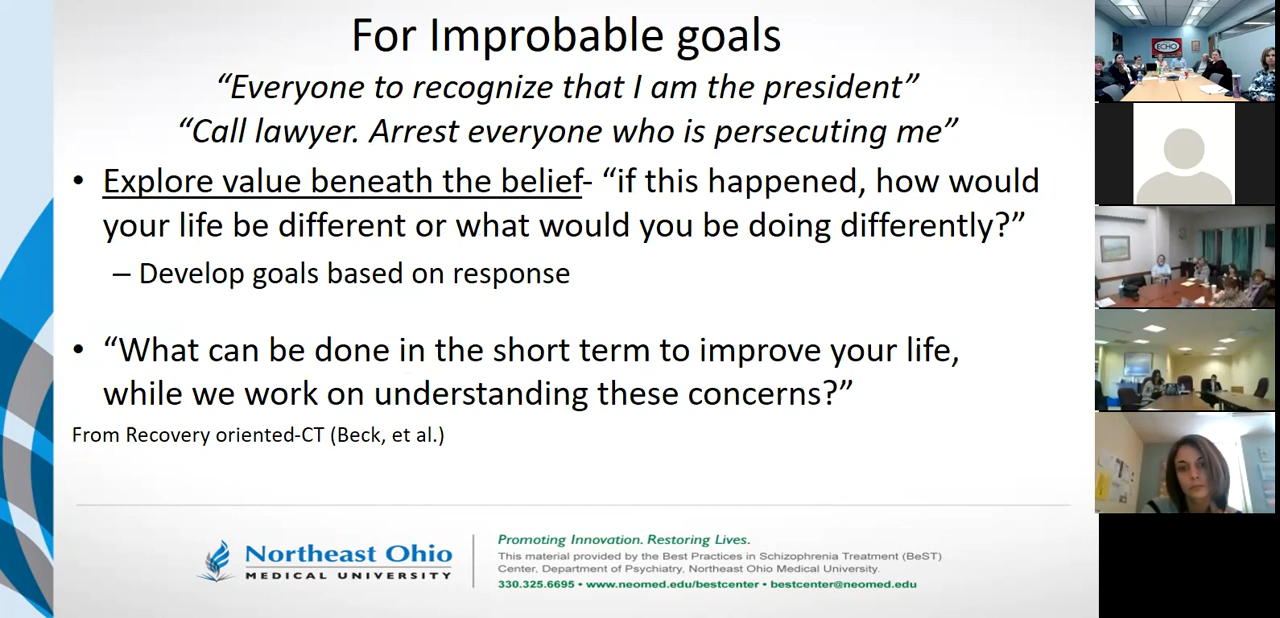 For Improbable goals
“Everyone to recognize that I am the president”
“Call lawyer. Arrest everyone who is persecuting me”
• Explore value beneath the belief- “if this happened, how would
your life be different or what would you be doing differently?”
– Develop goals based on response
• “What can be done in the short term to improve your life,
while we work on understanding these concerns?”
From Recovery oriented-CT (Beck, et al.)
Northeast Ohio
MEDICAL UNIVERSITY
Promoting Innovation. Restoring Lives.
This material provided by the Best Practices in Schizophrenia Treatment (BeST)
Center, Department of Psychiatry, Northeast Ohio Medical University.
330.325.6695 • www.neomed.edu/bestcenter • bestcenter@neomed.edu
ECHO